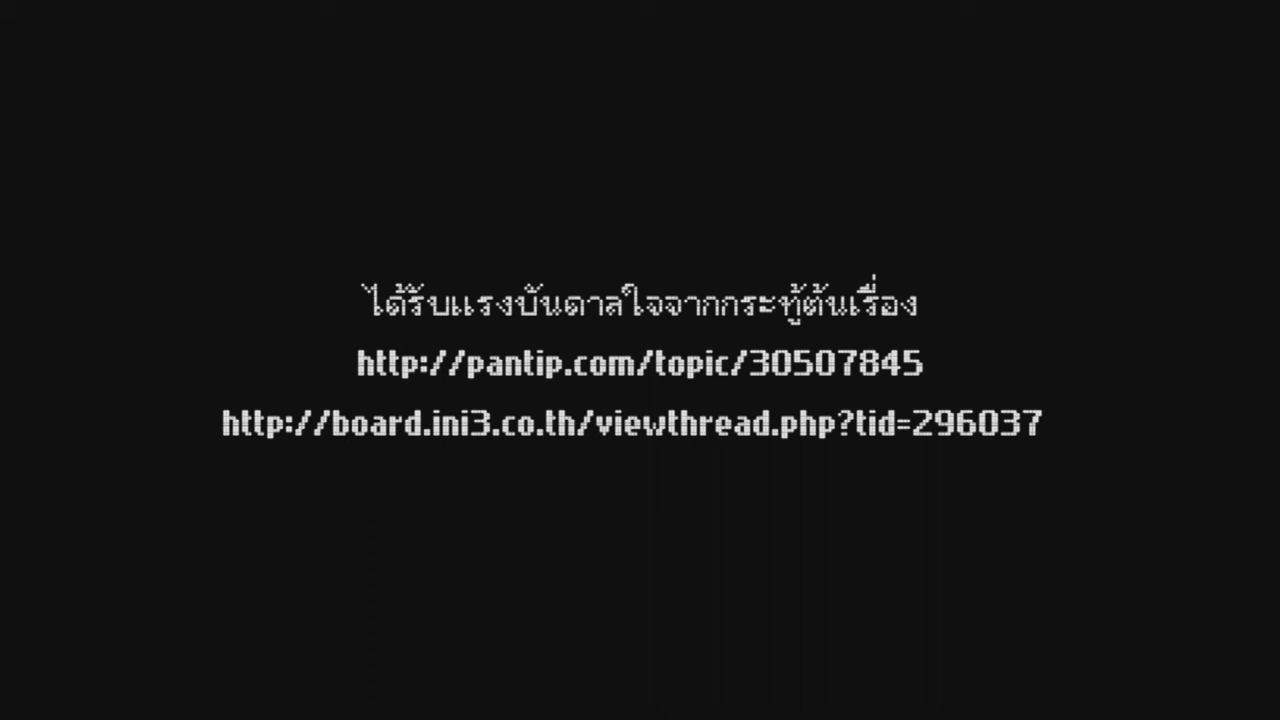 ได้รับแรงบันดาลใจจากกระทู้ต้นเรื่อง
http://pantip.com/topic/30507845
http://board.ini3.co.th/viewthread.php?tid=296037